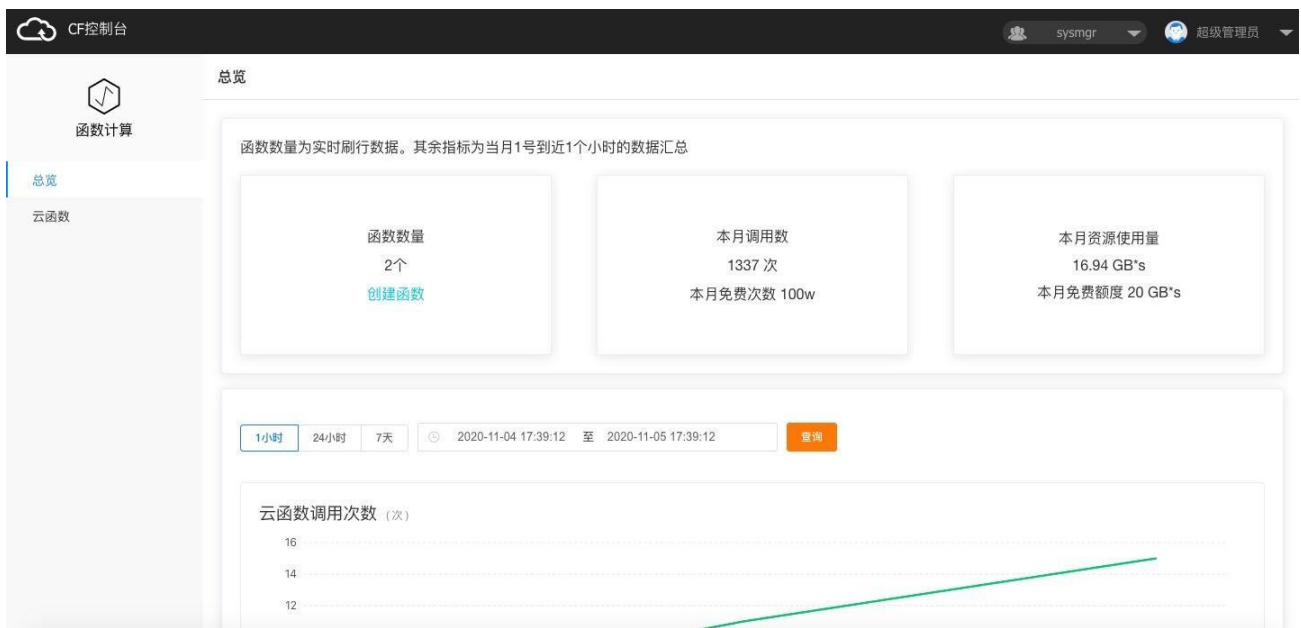 CF控制台
sysmgr
超级管理员
函数计算
总览
云函数
总览
函数数量为实时刷行数据。其余指标为当月1号到近1个小时的数据汇总
函数数量
2个
创建函数
本月调用数
1337 次
本月免费次数 100w
本月资源使用量
16.94 GB*s
本月免费额度 20 GB*s
1小时 24小时 7天 2020-11-04 17:39:12 至 2020-11-05 17:39:12 查询
云函数调用次数 (次)
16
14
12